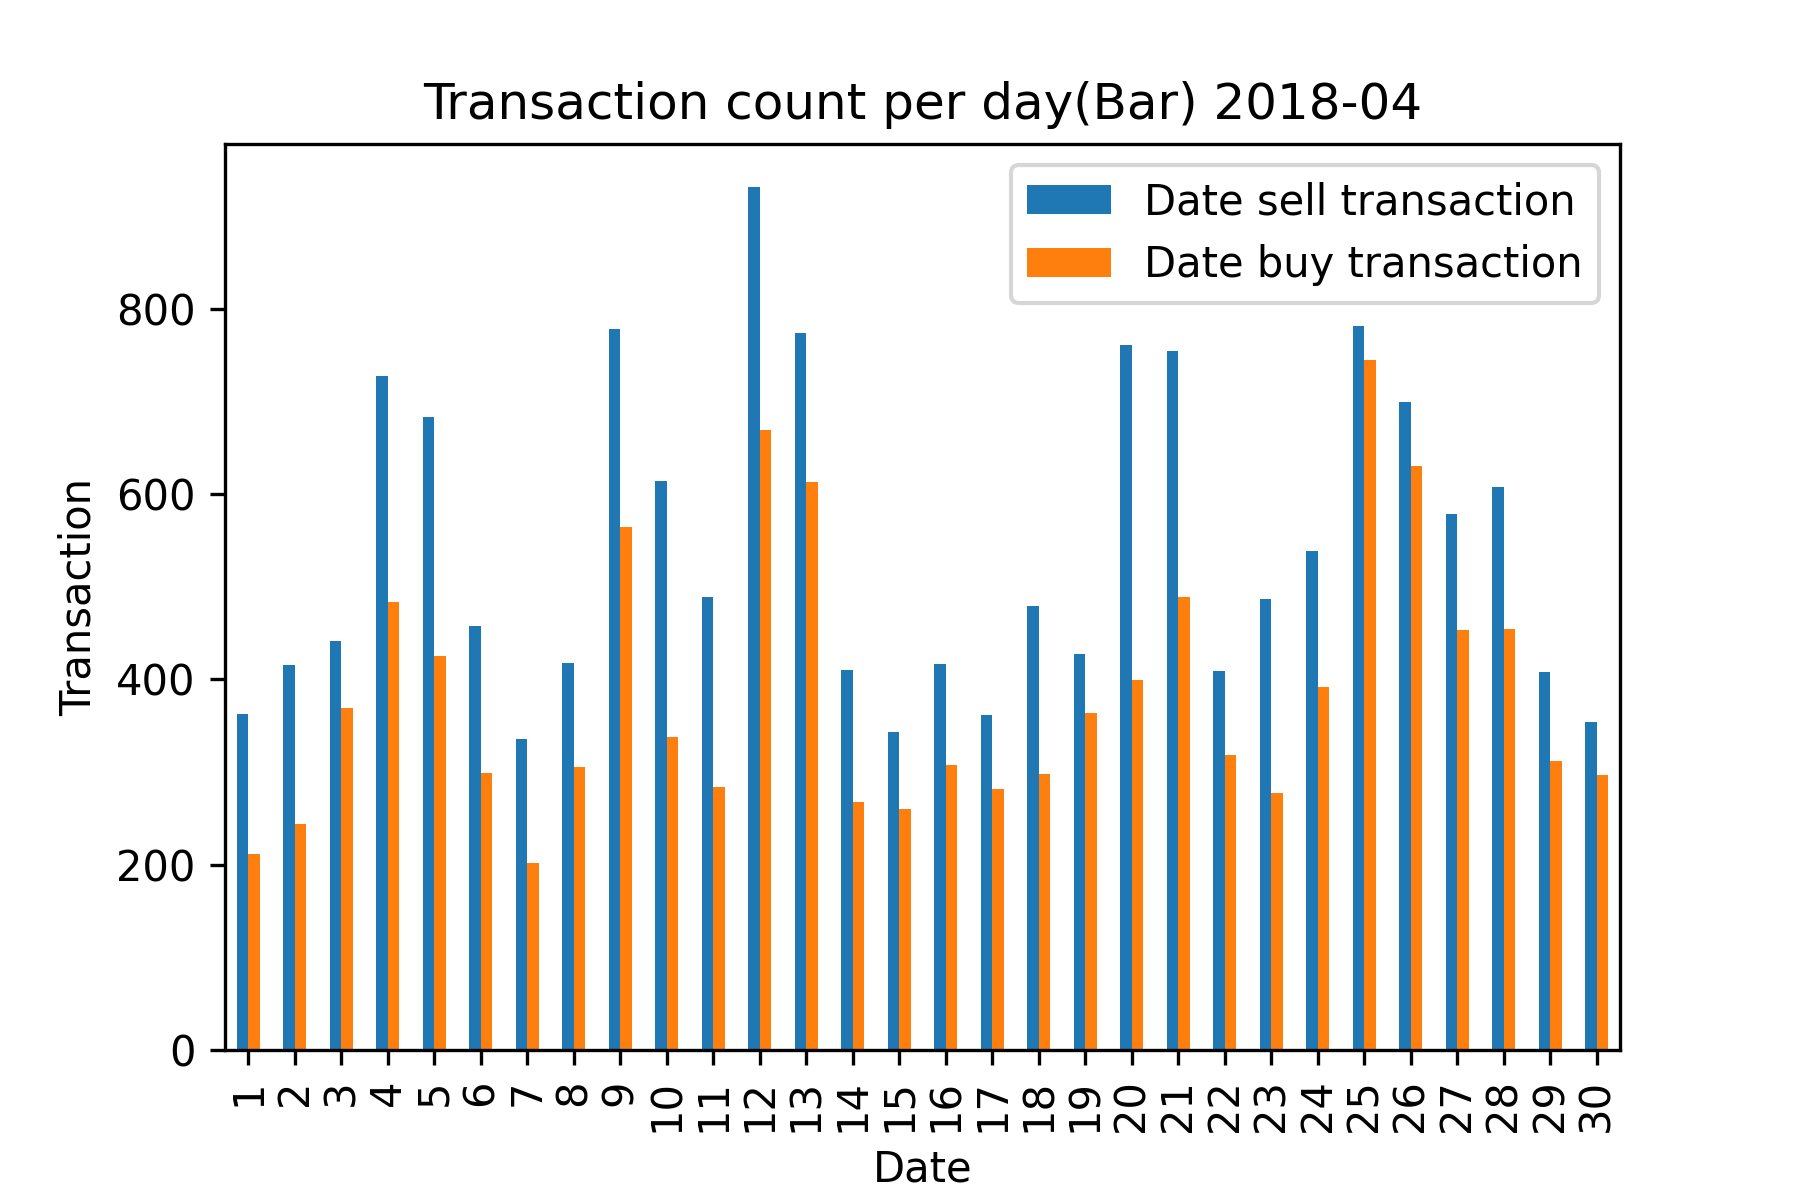 Transaction count per day(Bar) 2018-04
Date sell transaction
Date buy transaction
800
600
400
200
0
Transaction
1 2 3 4 5 6 7 8 9 10 11 12 13 14 15 16 17 18 19 20 21 22 23 24 25 26 27 28 29 30
Date